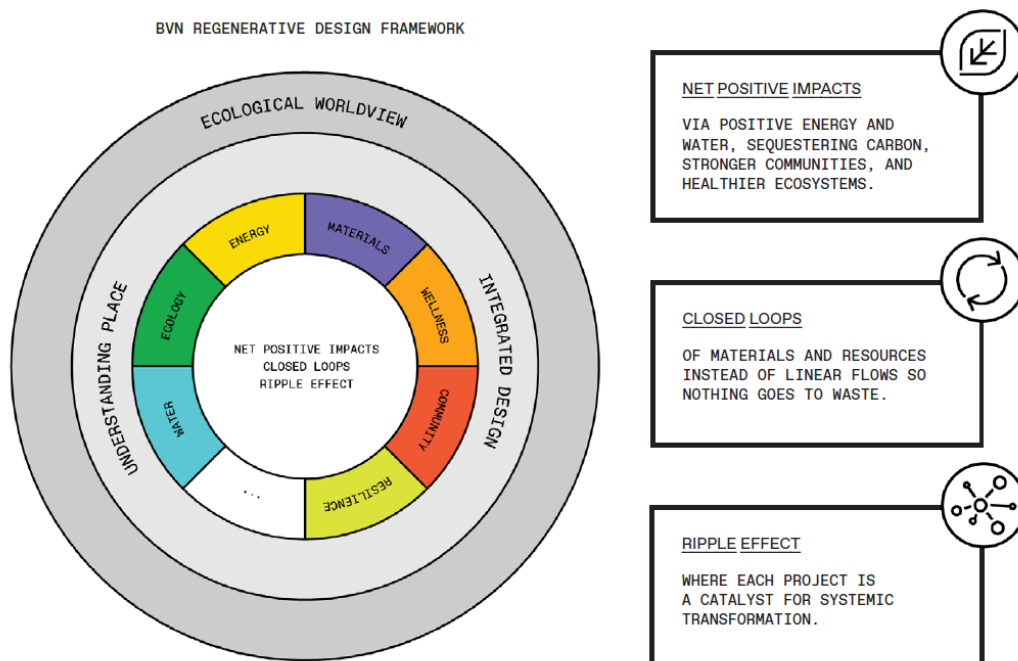 BVN REGENERATIVE DESIGN FRAMEWORK
ECOLOGICAL WORLDVIEW
UNDERSTANDING PLACE
INTEGRATED DESIGN
ENERGY
MATERIALS
WELLNESS
COMMUNITY
RESILIENCE
...
WATER
ECOLOGY
NET POSITIVE IMPACTS
CLOSED LOOPS
RIPPLE EFFECT
NET POSITIVE IMPACTS
VIA POSITIVE ENERGY AND
WATER, SEQUESTERING CARBON,
STRONGER COMMUNITIES, AND
HEALTHIER ECOSYSTEMS.
CLOSED LOOPS
OF MATERIALS AND RESOURCES
INSTEAD OF LINEAR FLOWS SO
NOTHING GOES TO WASTE.
RIPPLE EFFECT
WHERE EACH PROJECT IS
A CATALYST FOR SYSTEMIC
TRANSFORMATION.